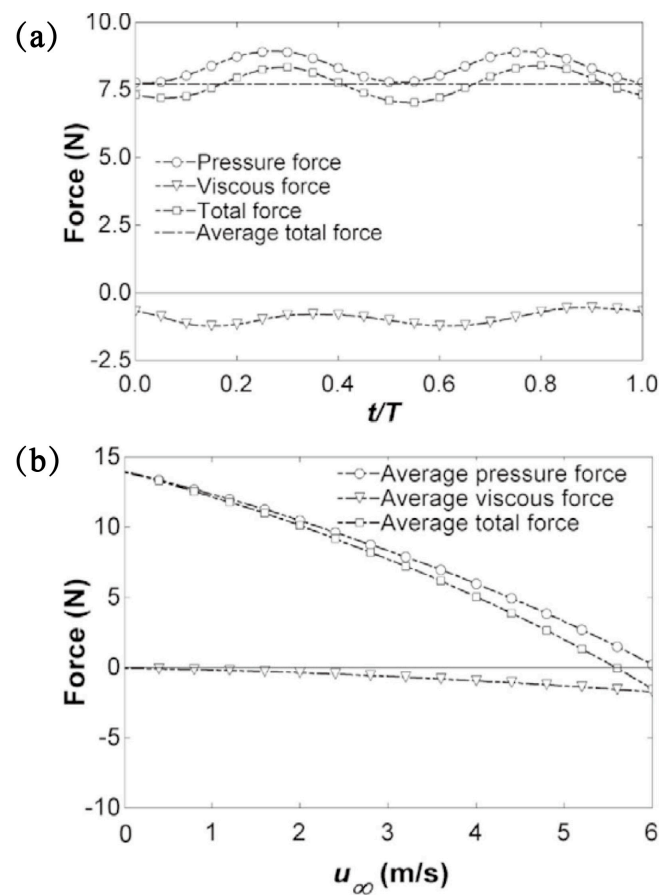 (a)
10.0
7.5
5.0
2.5
0.0
-2.5
Force (N)
Pressure force
Viscous force
Total force
Average total force
0.0 0.2 0.4 0.6 0.8 1.0
t/T
(b)
15
10
5
0
-5
-10
Force (N)
Average pressure force
Average viscous force
Average total force
0 1 2 3 4 5 6
u∞ (m/s)